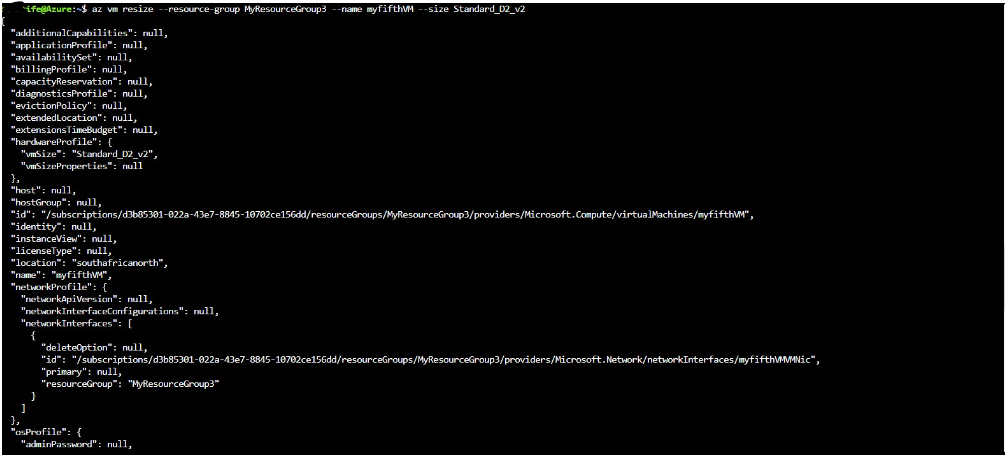 ife@Azure:~$ az vm resize --resource-group MyResourceGroup3 --name myfifthVM --size Standard_D2_v2
{
"additionalCapabilities": null,
"applicationProfile": null,
"availabilitySet": null,
"billingProfile": null,
"capacityReservation": null,
"diagnosticsProfile": null,
"evictionPolicy": null,
"extendedLocation": null,
"extensionsTimeBudget": null,
"hardwareProfile": {
"vmSize": "Standard_D2_v2",
"vmSizeProperties": null
},
"host": null,
"hostGroup": null,
"id": "/subscriptions/d3b85301-022a-43e7-8845-10702ce156dd/resourceGroups/MyResourceGroup3/providers/Microsoft.Compute/virtualMachines/myfifthVM",
"identity": null,
"instanceView": null,
"licenseType": null,
"location": "southafricanorth",
"name": "myfifthVM",
"networkProfile": {
"networkApiVersion": null,
"networkInterfaceConfigurations": null,
"networkInterfaces": [
{
"deleteOption": null,
"id": "/subscriptions/d3b85301-022a-43e7-8845-10702ce156dd/resourceGroups/MyResourceGroup3/providers/Microsoft.Network/networkInterfaces/myfifthVMVMNic",
"primary": null,
"resourceGroup": "MyResourceGroup3"
}
]
},
"osProfile": {
"adminPassword": null,